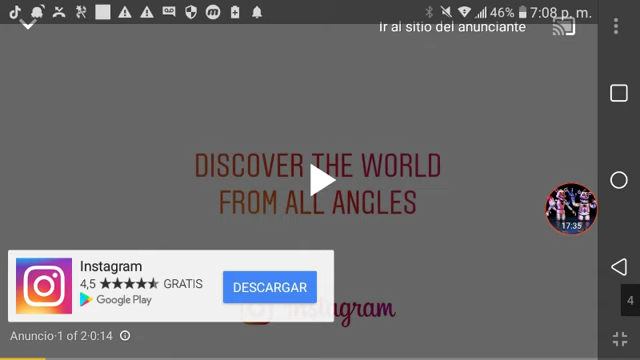 46% 7:08 p. m.
Ir al sitio del anunciante
DISCOVER THE WORLD
FROM ALL ANGLES
17:35
Instagram
4,5 ★★★★★ GRATIS
DESCARGAR
Google Play
Instagram
4
Anuncio·1 of 2·0:14